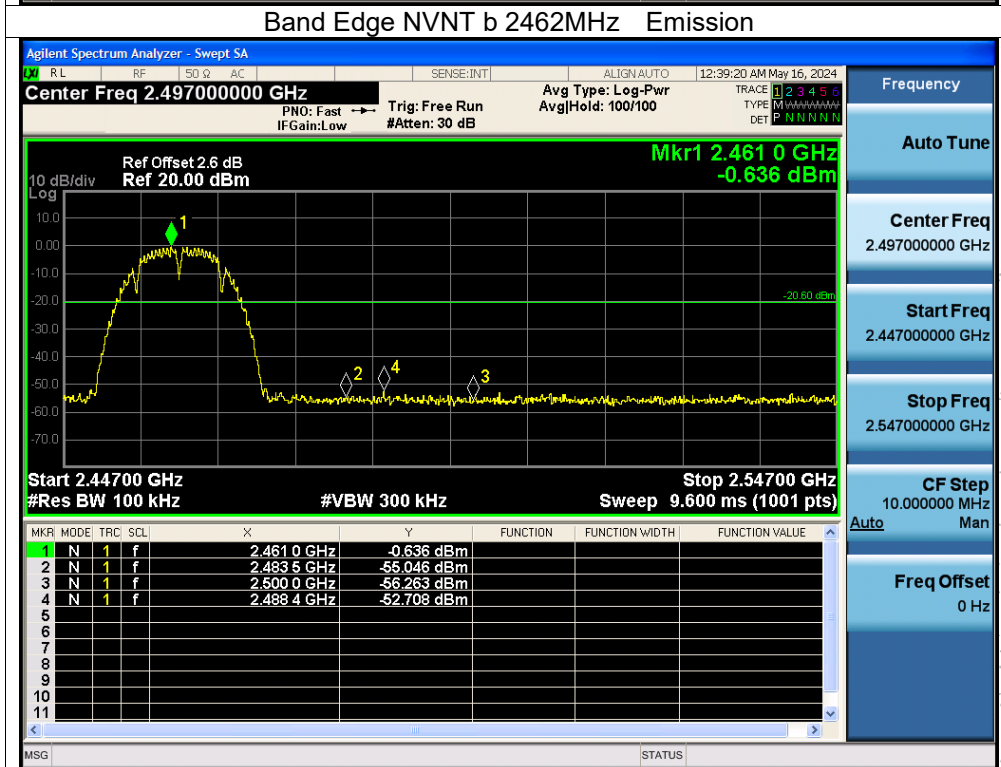 Band Edge NVNT b 2462MHz Emission
Agilent Spectrum Analyzer - Swept SA
LXI RL RF 50 Ω AC SENSE:INT ALIGN AUTO 12:39:20 AM May 16, 2024
Center Freq 2.497000000 GHz
PNO: Fast
IFGain:Low
Trig: Free Run
#Atten: 30 dB
Avg Type: Log-Pwr
Avg|Hold: 100/100
TRACE 1 2 3 4 5 6
TYPE M WWWWW
DET P N N N N N
Frequency
Auto Tune
Center Freq
2.497000000 GHz
Start Freq
2.447000000 GHz
Stop Freq
2.547000000 GHz
CF Step
10.000000 MHz
Auto Man
Freq Offset
0 Hz
Mkr1 2.461 0 GHz
-0.636 dBm
Ref Offset 2.6 dB
10 dB/div Ref 20.00 dBm
Log
10.0
0.00
-10.0
-20.0
-30.0
-40.0
-50.0
-60.0
-70.0
1
-20.60 dBm
2
4
3
Start 2.44700 GHz Stop 2.54700 GHz
#Res BW 100 kHz #VBW 300 kHz Sweep 9.600 ms (1001 pts)
MKR MODE TRC SCL X Y FUNCTION FUNCTION WIDTH FUNCTION VALUE
1 N 1 f 2.461 0 GHz -0.636 dBm
2 N 1 f 2.483 5 GHz -55.046 dBm
3 N 1 f 2.500 0 GHz -56.263 dBm
4 N 1 f 2.488 4 GHz -52.708 dBm
5
6
7
8
9
10
11
MSG STATUS